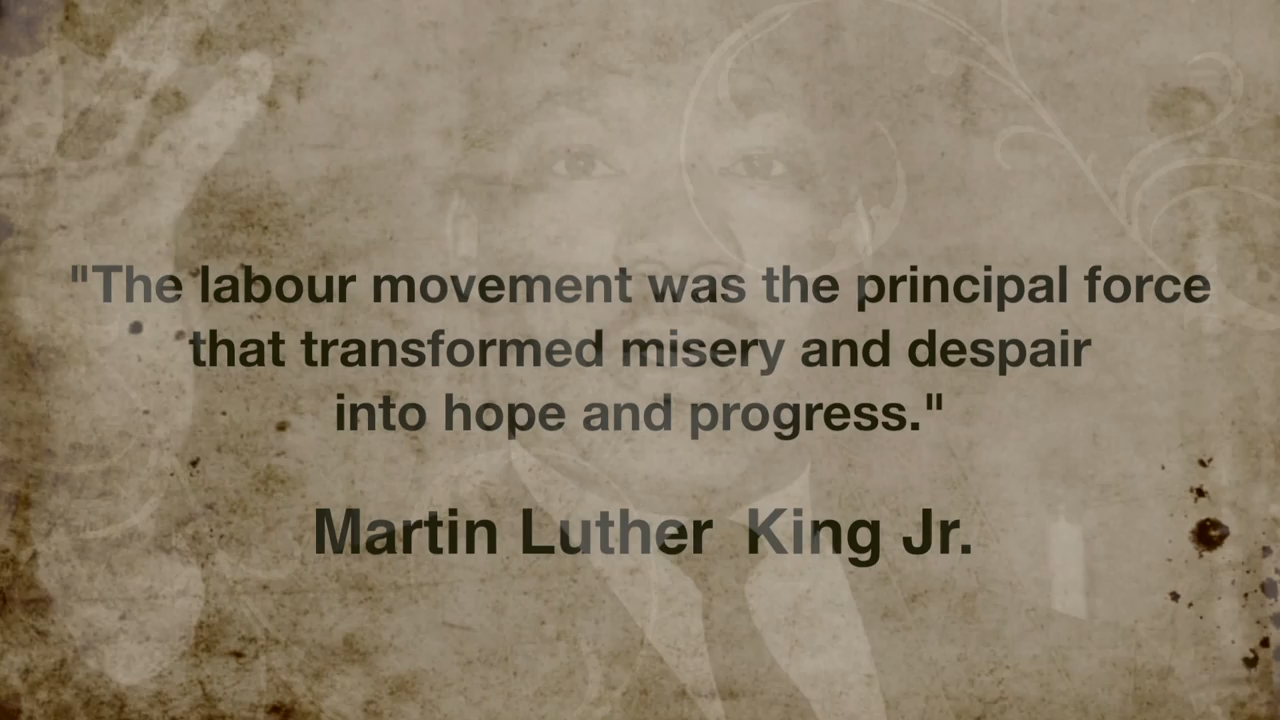 "The labour movement was the principal force
that transformed misery and despair
into hope and progress."
Martin Luther King Jr.